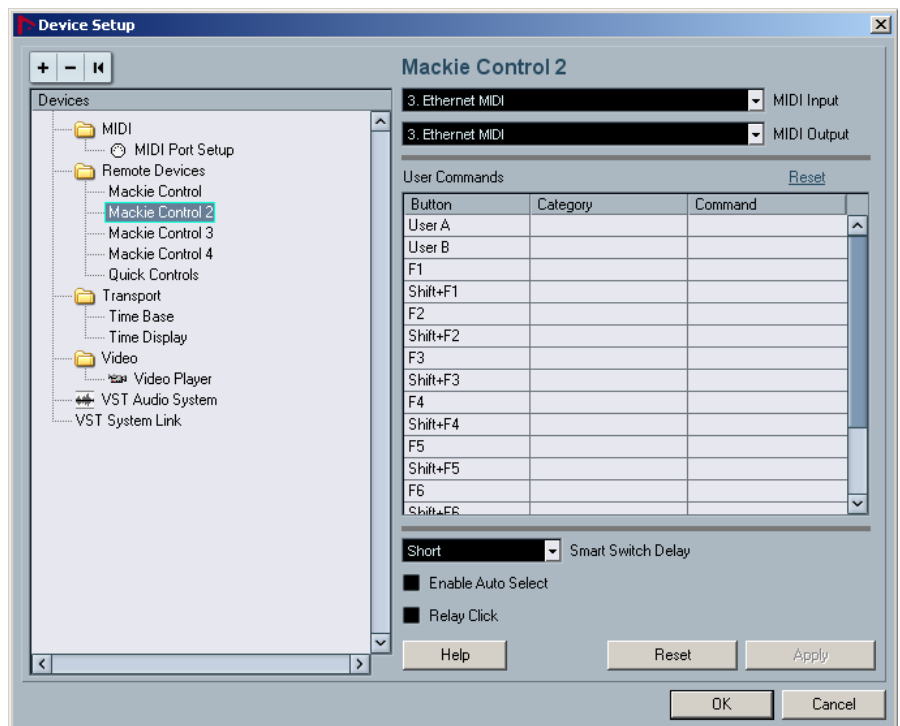 Device Setup
+ −
Devices
MIDI
MIDI Port Setup
Remote Devices
Mackie Control
Mackie Control 2
Mackie Control 3
Mackie Control 4
Quick Controls
Transport
Time Base
Time Display
Video
Video Player
VST Audio System
VST System Link
Mackie Control 2
3. Ethernet MIDI MIDI Input
3. Ethernet MIDI MIDI Output
User Commands Reset
Button Category Command
User A
User B
F1
Shift+F1
F2
Shift+F2
F3
Shift+F3
F4
Shift+F4
F5
Shift+F5
F6
Shift+F6
Short Smart Switch Delay
Enable Auto Select
Relay Click
Help Reset Apply
OK Cancel